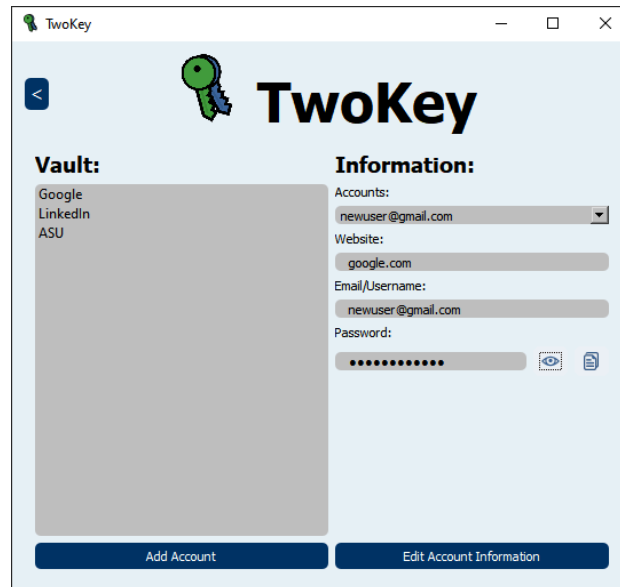 TwoKey
<
TwoKey
Vault:
Google
LinkedIn
ASU
Add Account
Information:
Accounts:
newuser@gmail.com
Website:
google.com
Email/Username:
newuser@gmail.com
Password:
••••••••••••
Edit Account Information